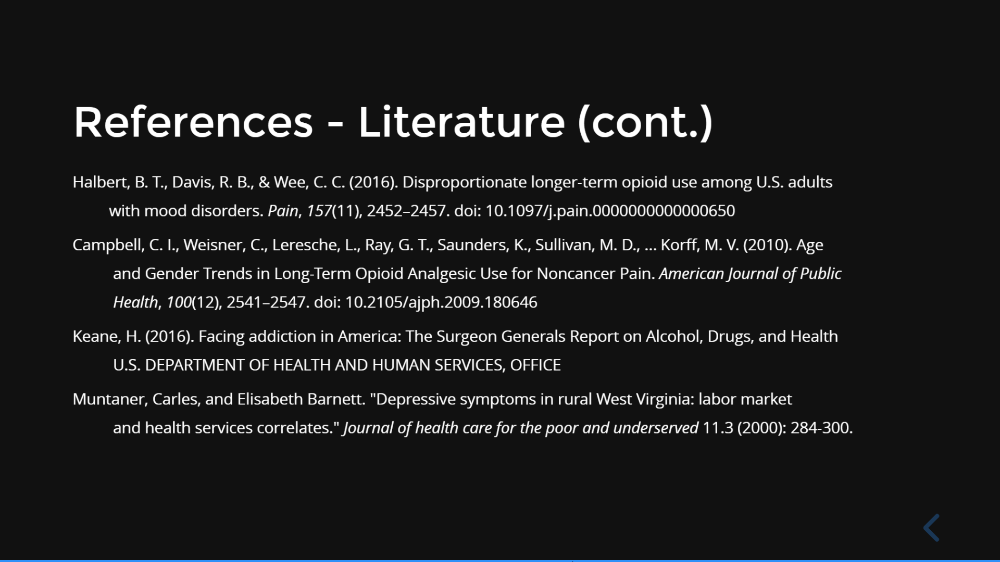 References - Literature (cont.)
Halbert, B. T., Davis, R. B., & Wee, C. C. (2016). Disproportionate longer-term opioid use among U.S. adults
with mood disorders. Pain, 157(11), 2452–2457. doi: 10.1097/j.pain.0000000000000650
Campbell, C. I., Weisner, C., Leresche, L., Ray, G. T., Saunders, K., Sullivan, M. D., … Korff, M. V. (2010). Age
and Gender Trends in Long-Term Opioid Analgesic Use for Noncancer Pain. American Journal of Public
Health, 100(12), 2541–2547. doi: 10.2105/ajph.2009.180646
Keane, H. (2016). Facing addiction in America: The Surgeon Generals Report on Alcohol, Drugs, and Health
U.S. DEPARTMENT OF HEALTH AND HUMAN SERVICES, OFFICE
Muntaner, Carles, and Elisabeth Barnett. "Depressive symptoms in rural West Virginia: labor market
and health services correlates." Journal of health care for the poor and underserved 11.3 (2000): 284-300.